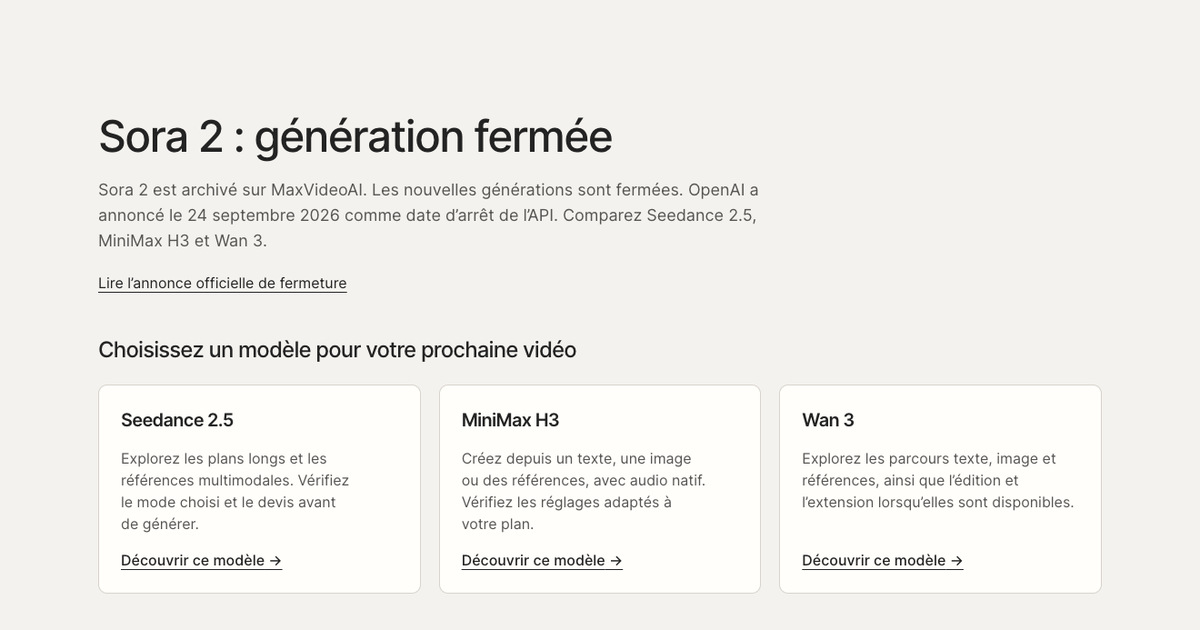 Sora 2 : génération fermée
Sora 2 est archivé sur MaxVideoAI. Les nouvelles générations sont fermées. OpenAI a
annoncé le 24 septembre 2026 comme date d’arrêt de l’API. Comparez Seedance 2.5,
MiniMax H3 et Wan 3.
Lire l’annonce officielle de fermeture
Choisissez un modèle pour votre prochaine vidéo
Seedance 2.5
Explorez les plans longs et les
références multimodales. Vérifiez
le mode choisi et le devis avant
de générer.
Découvrir ce modèle →
MiniMax H3
Créez depuis un texte, une image
ou des références, avec audio natif.
Vérifiez les réglages adaptés à
votre plan.
Découvrir ce modèle →
Wan 3
Explorez les parcours texte, image et
références, ainsi que l’édition et
l’extension lorsqu’elles sont disponibles.
Découvrir ce modèle →